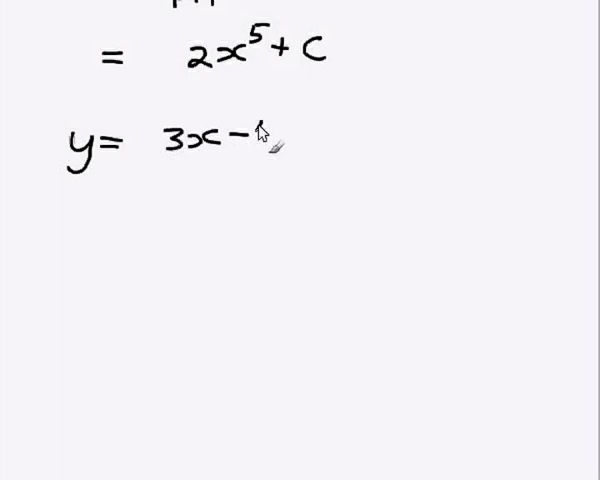 = 2x⁵ + c
y = 3x -